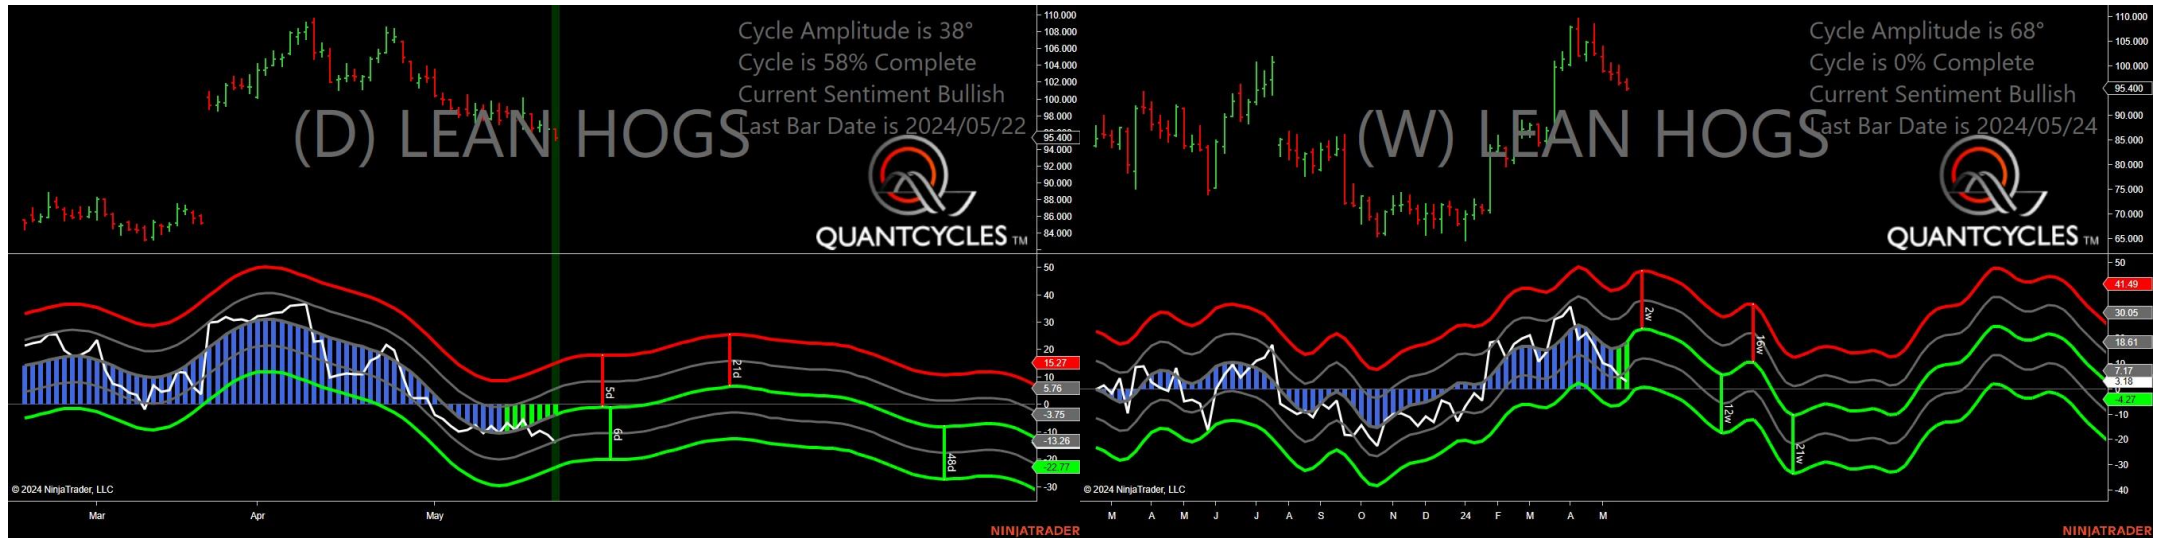 Cycle Amplitude is 38°
Cycle is 58% Complete
Current Sentiment Bullish
Last Bar Date is 2024/05/22
(D) LEAN HOGS
QUANTCYCLES TM
110.000
108.000
106.000
104.000
102.000
100.000
98.000
96.000
95.400
94.000
92.000
90.000
88.000
86.000
84.000
50
40
30
20
15.27
10
5.76
0
-3.75
-10
-13.26
-20
-22.77
-30
5d
6d
21d
48d
© 2024 NinjaTrader, LLC
Mar Apr May
NINJATRADER
Cycle Amplitude is 68°
Cycle is 0% Complete
Current Sentiment Bullish
Last Bar Date is 2024/05/24
(W) LEAN HOGS
QUANTCYCLES TM
110.000
105.000
100.000
95.400
90.000
85.000
80.000
75.000
70.000
65.000
50
41.49
30.05
18.61
10
7.17
3.18
0
-4.27
-10
-20
-30
-40
2w
16w
12w
21w
© 2024 NinjaTrader, LLC
M A M J J A S O N D 24 F M A M
NINJATRADER